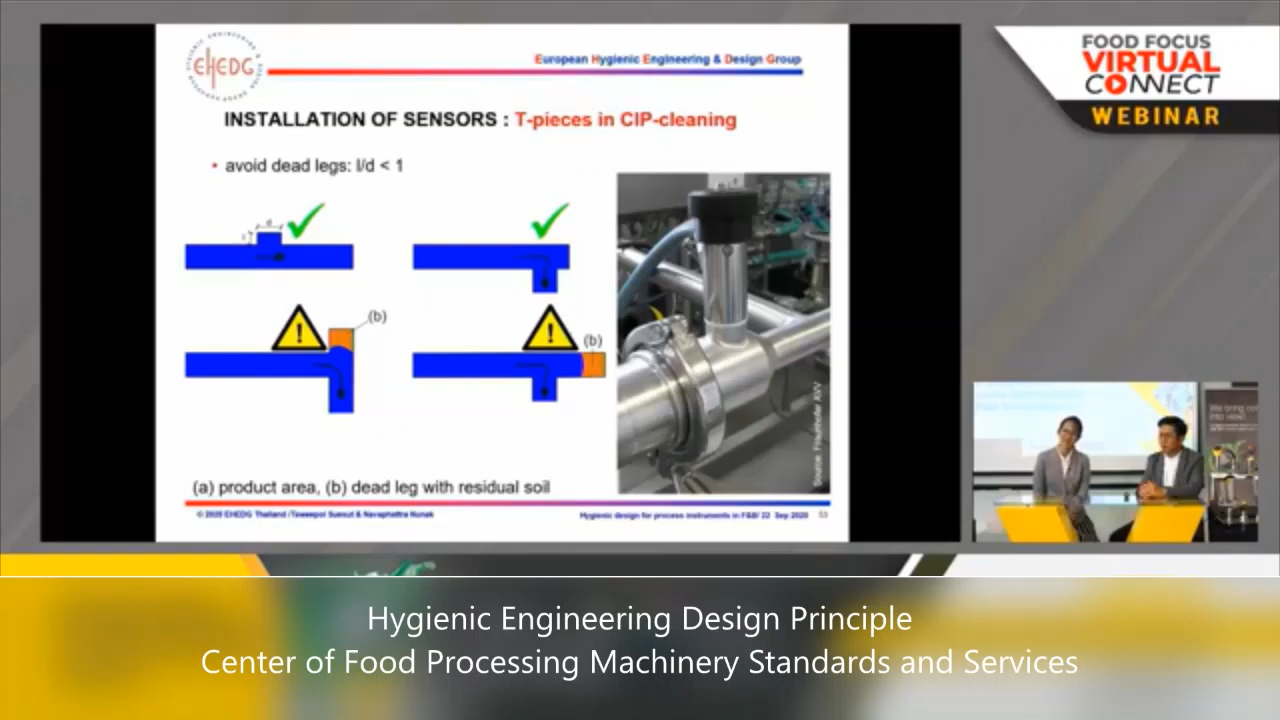 EHEDG
European Hygienic Engineering & Design Group
INSTALLATION OF SENSORS : T-pieces in CIP-cleaning
• avoid dead legs: l/d < 1
d
l
(b)
(b)
(a) product area, (b) dead leg with residual soil
Source: Fraunhofer AVV
© 2020 EHEDG Thailand /Taweepol Suesut & Navaphattra Nunak
Hygienic design for process instruments in F&B/ 22 Sep 2020 53
FOOD FOCUS
VIRTUAL
CONNECT
WEBINAR
Hygienic Engineering Design Principle
Center of Food Processing Machinery Standards and Services